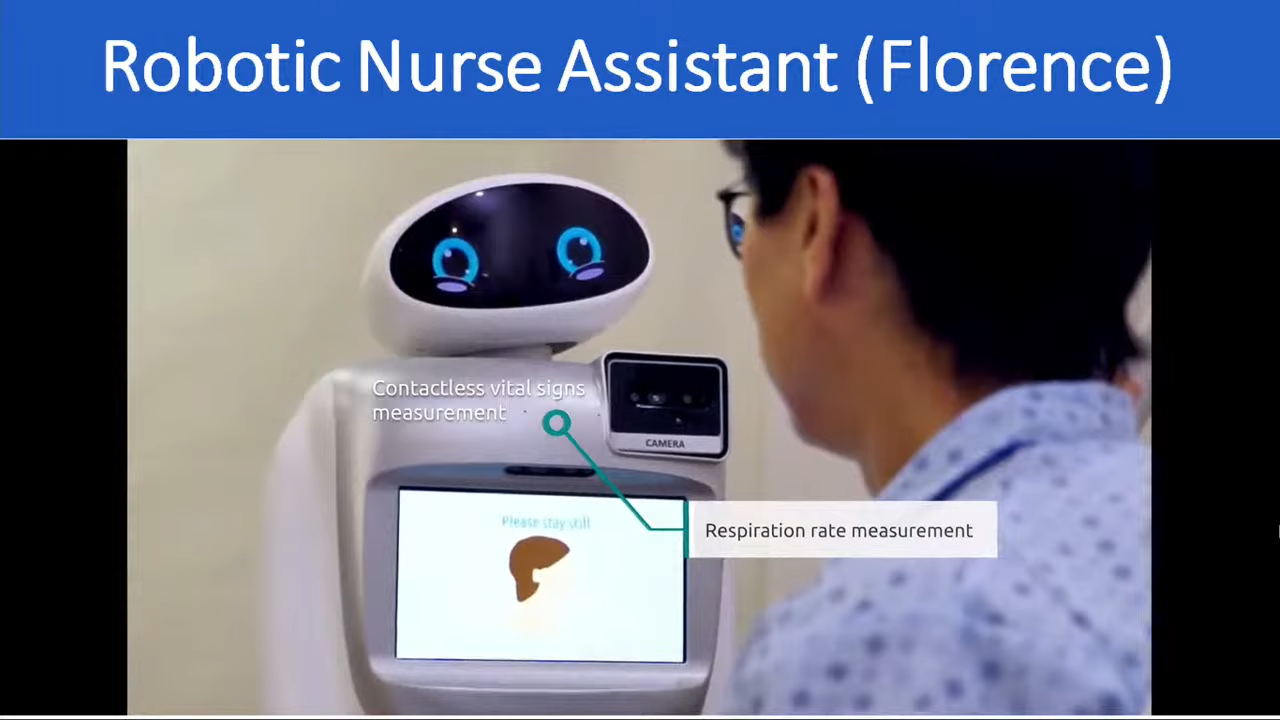 Robotic Nurse Assistant (Florence)
Contactless vital signs
measurement
CAMERA
Please stay still
Respiration rate measurement